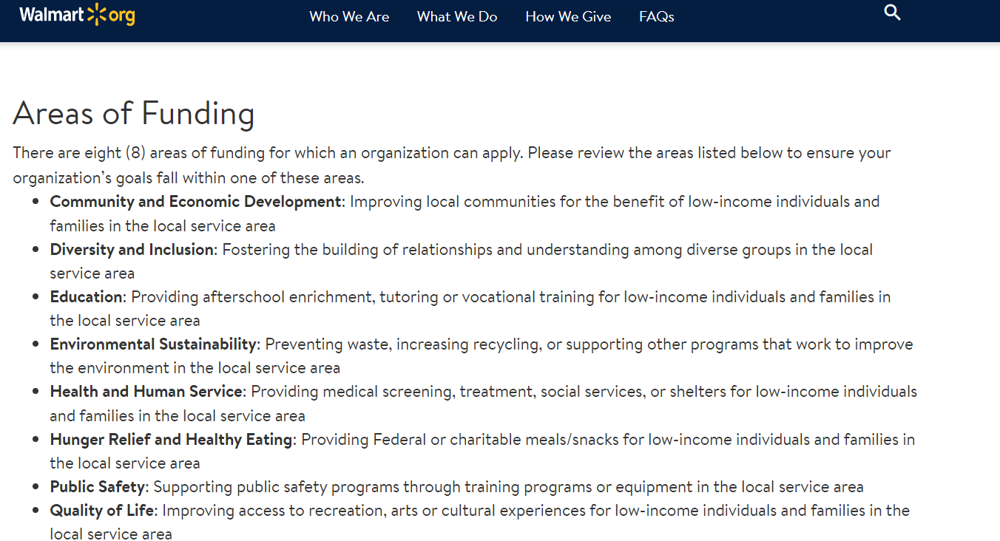 Walmart org Who We Are What We Do How We Give FAQs
Areas of Funding
There are eight (8) areas of funding for which an organization can apply. Please review the areas listed below to ensure your
organization’s goals fall within one of these areas.
• Community and Economic Development: Improving local communities for the benefit of low-income individuals and
families in the local service area
• Diversity and Inclusion: Fostering the building of relationships and understanding among diverse groups in the local
service area
• Education: Providing afterschool enrichment, tutoring or vocational training for low-income individuals and families in
the local service area
• Environmental Sustainability: Preventing waste, increasing recycling, or supporting other programs that work to improve
the environment in the local service area
• Health and Human Service: Providing medical screening, treatment, social services, or shelters for low-income individuals
and families in the local service area
• Hunger Relief and Healthy Eating: Providing Federal or charitable meals/snacks for low-income individuals and families in
the local service area
• Public Safety: Supporting public safety programs through training programs or equipment in the local service area
• Quality of Life: Improving access to recreation, arts or cultural experiences for low-income individuals and families in the
local service area